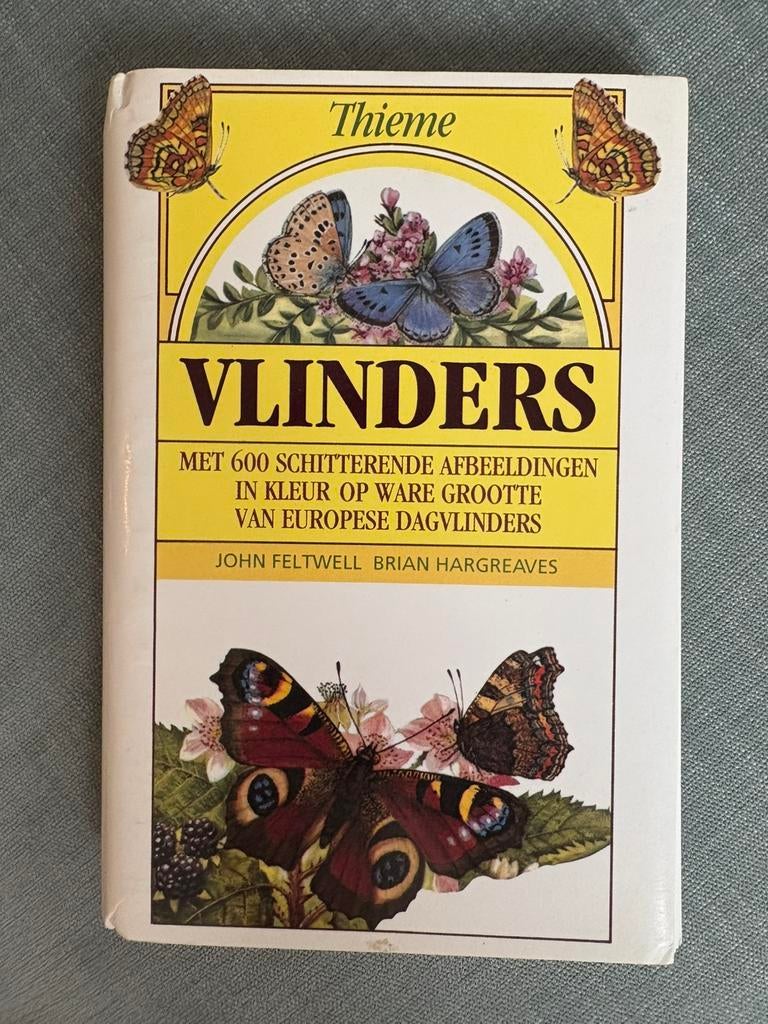 Thieme
VLINDERS
MET 600 SCHITTERENDE AFBEELDINGEN
IN KLEUR OP WARE GROOTTE
VAN EUROPESE DAGVLINDERS
JOHN FELTWELL BRIAN HARGREAVES